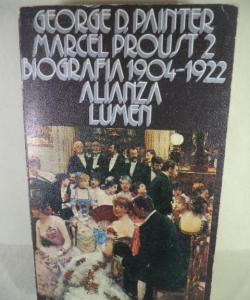 GEORGE D. PAINTER
MARCEL PROUST 2
BIOGRAFIA 1904-1922
ALIANZA
LUMEN